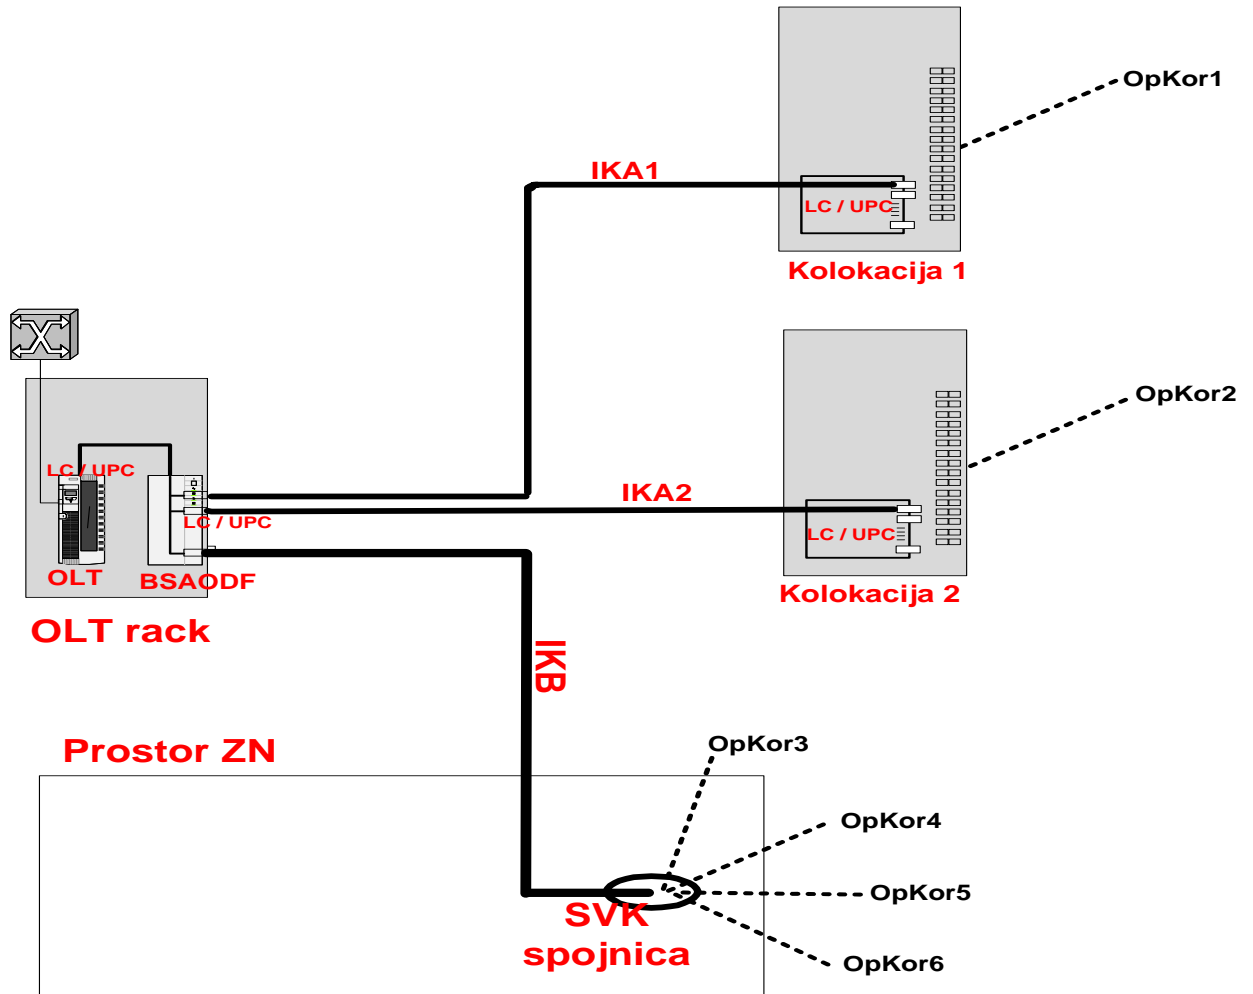 OpKor1
IKA1
LC / UPC
Kolokacija 1
OpKor2
LC / UPC
IKA2
LC / UPC
LC / UPC
OLT
BSAODF
Kolokacija 2
OLT rack
IKB
Prostor ZN
OpKor3
OpKor4
OpKor5
SVK
spojnica
OpKor6